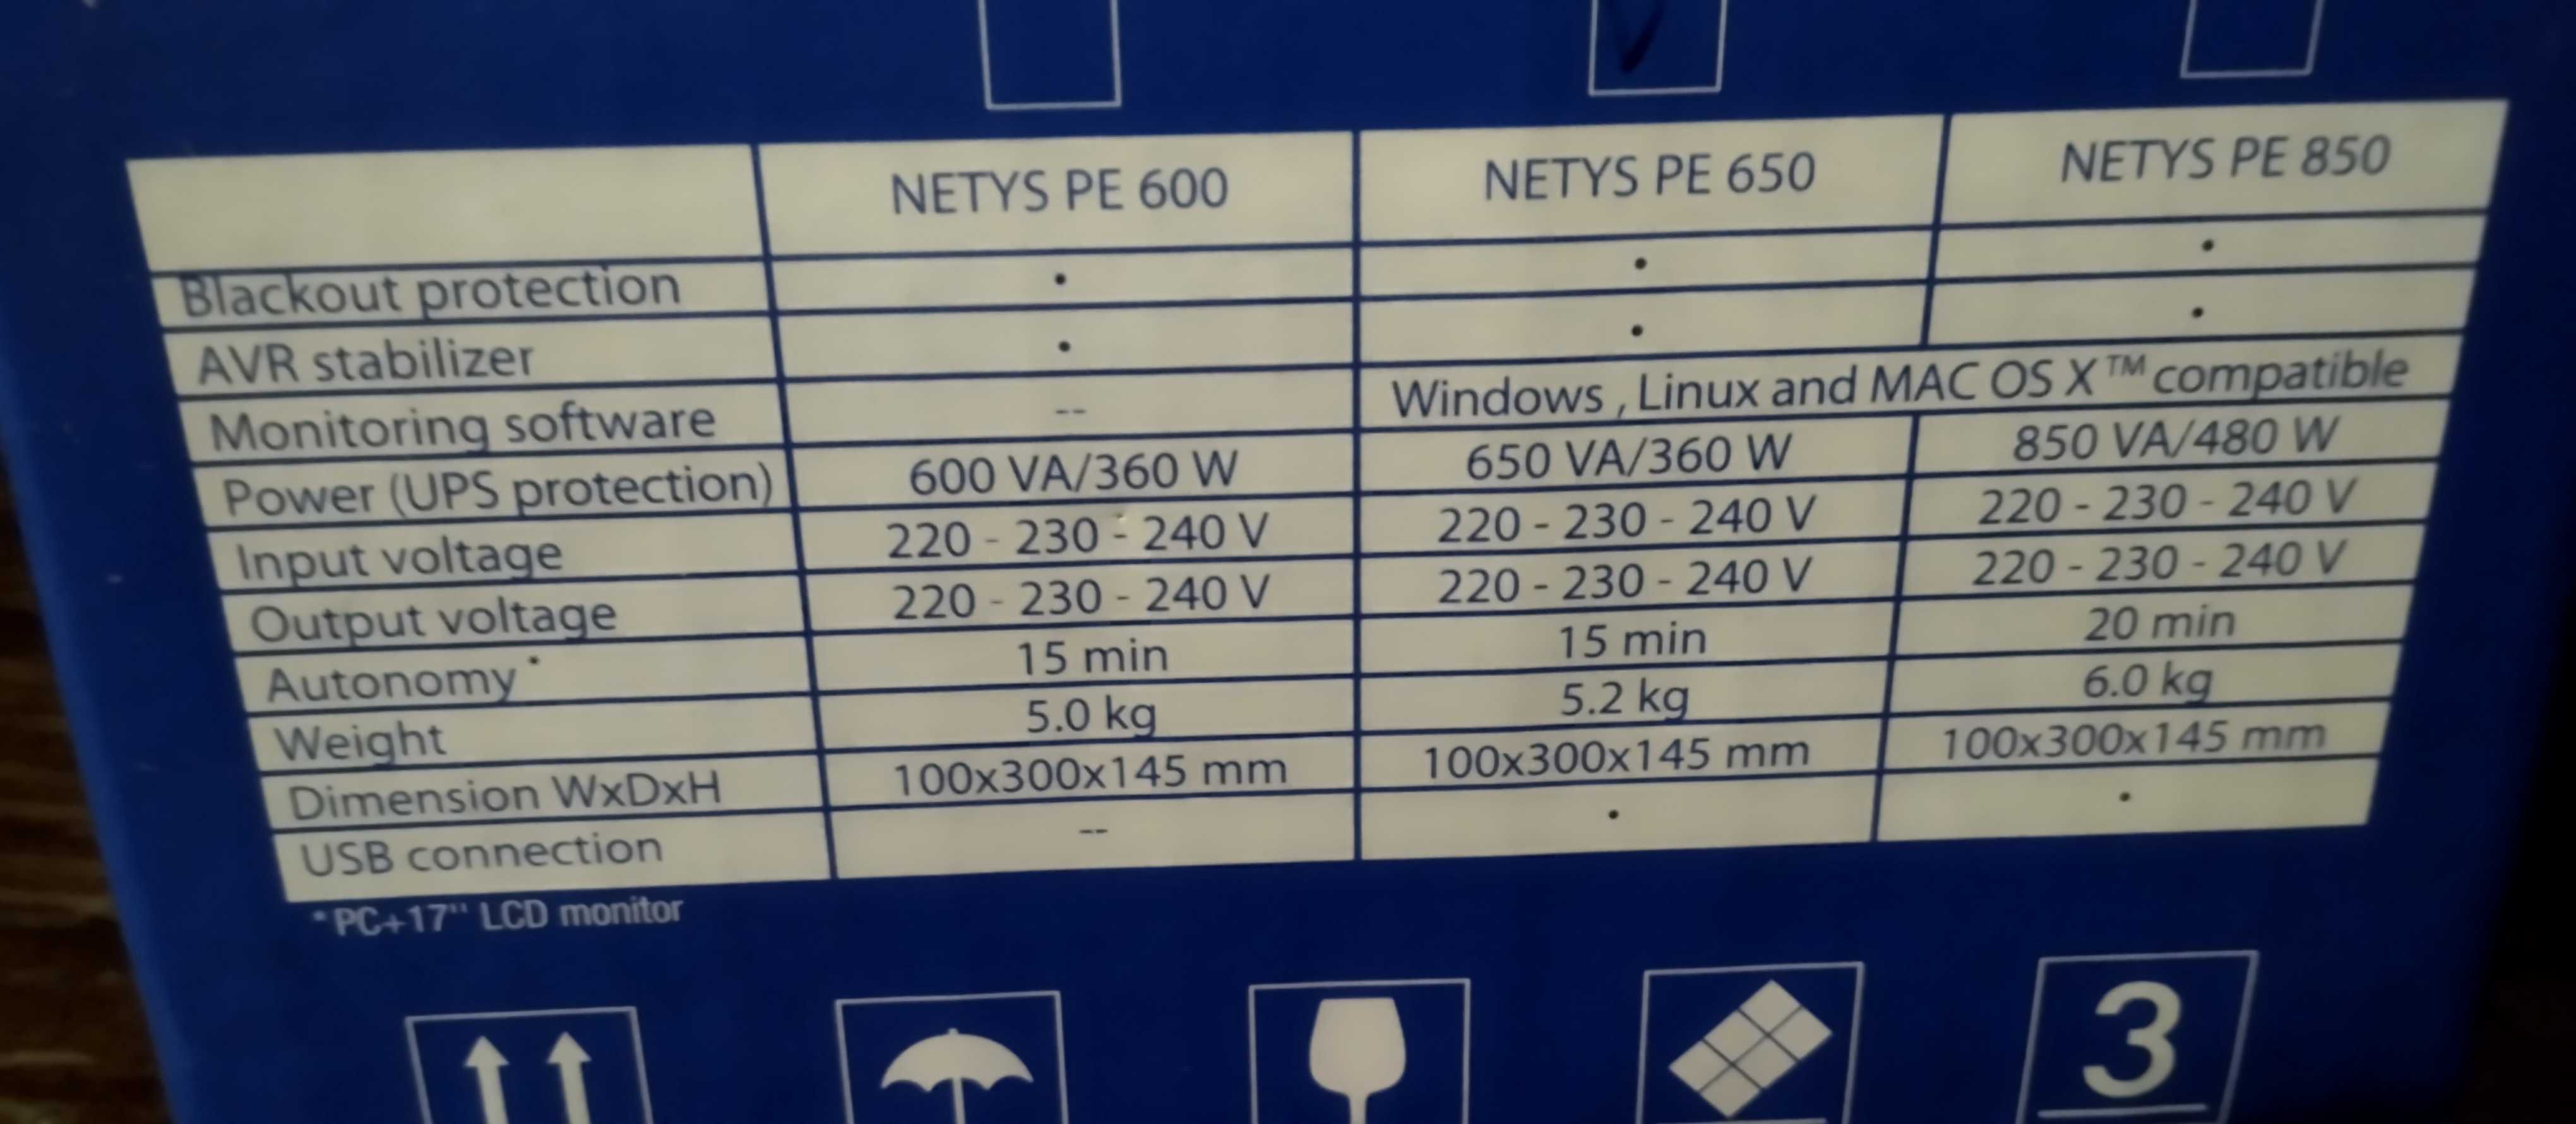 NETYS PE 600 NETYS PE 650 NETYS PE 850
Blackout protection • • •
AVR stabilizer • • •
Monitoring software -- Windows , Linux and MAC OS X™ compatible
Power (UPS protection) 600 VA/360 W 650 VA/360 W 850 VA/480 W
Input voltage 220 - 230 - 240 V 220 - 230 - 240 V 220 - 230 - 240 V
Output voltage 220 - 230 - 240 V 220 - 230 - 240 V 220 - 230 - 240 V
Autonomy* 15 min 15 min 20 min
Weight 5.0 kg 5.2 kg 6.0 kg
Dimension WxDxH 100x300x145 mm 100x300x145 mm 100x300x145 mm
USB connection -- • •
*PC+17" LCD monitor
3